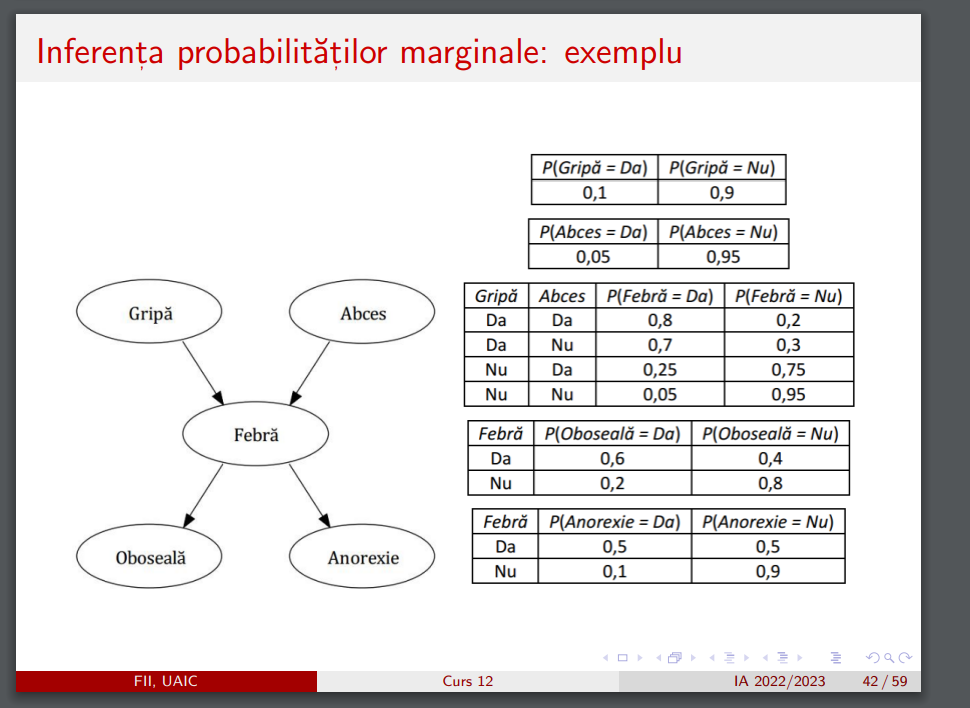 Inferența probabilităților marginale: exemplu
P(Gripă = Da) P(Gripă = Nu)
0,1 0,9
P(Abces = Da) P(Abces = Nu)
0,05 0,95
Gripă Abces
Gripă Abces P(Febră = Da) P(Febră = Nu)
Da Da 0,8 0,2
Da Nu 0,7 0,3
Nu Da 0,25 0,75
Nu Nu 0,05 0,95
Febră
Febră P(Oboseală = Da) P(Oboseală = Nu)
Da 0,6 0,4
Nu 0,2 0,8
Oboseală Anorexie
Febră P(Anorexie = Da) P(Anorexie = Nu)
Da 0,5 0,5
Nu 0,1 0,9
FII, UAIC Curs 12 IA 2022/2023 42 / 59